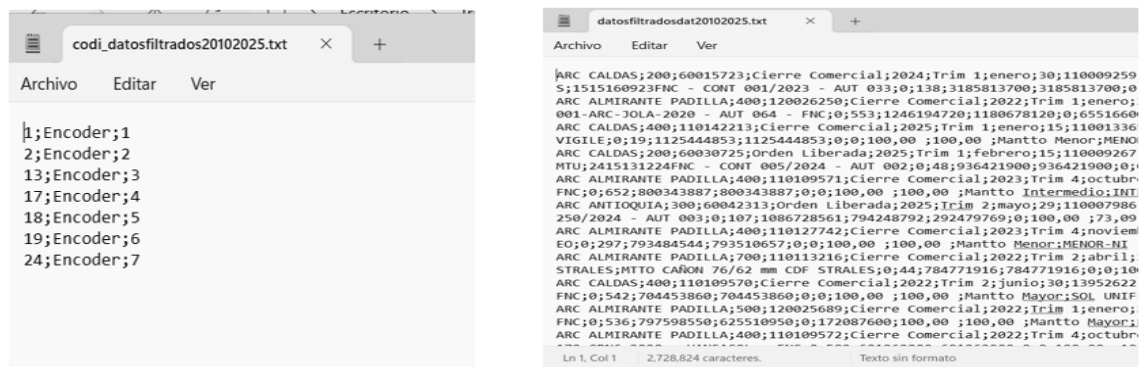 Escritorio
codi_datosfiltrados20102025.txt
Archivo Editar Ver
1;Encoder;1
2;Encoder;2
13;Encoder;3
17;Encoder;4
18;Encoder;5
19;Encoder;6
24;Encoder;7
datosfiltradosdat20102025.txt
Archivo Editar Ver
ARC CALDAS;200;60015723;Cierre Comercial;2024;Trim 1;enero;30;110009259
S;1515160923FNC - CONT 001/2023 - AUT 033;0;138;3185813700;3185813700;0
ARC ALMIRANTE PADILLA;400;120026250;Cierre Comercial;2022;Trim 1;enero;
001-ARC-JOLA-2020 - AUT 064 - FNC;0;553;1246194720;1180678120;0;6551660
ARC CALDAS;400;110142213;Cierre Comercial;2025;Trim 1;enero;15;11001336
VIGILE;0;19;1125444853;1125444853;0;0;100,00 ;100,00 ;Mantto Menor;MENO
ARC CALDAS;200;60030725;Orden Liberada;2025;Trim 1;febrero;15;110009267
MTU;2415131224FNC - CONT 005/2024 - AUT 002;0;48;936421900;936421900;0;
ARC ALMIRANTE PADILLA;400;110109571;Cierre Comercial;2023;Trim 4;octubr
FNC;0;652;800343887;800343887;0;0;100,00 ;100,00 ;Mantto Intermedio;INT
ARC ANTIOQUIA;300;60042313;Orden Liberada;2025;Trim 2;mayo;29;110007986
250/2024 - AUT 003;0;107;1086728561;794248792;292479769;0;100,00 ;73,09
ARC ALMIRANTE PADILLA;400;110127742;Cierre Comercial;2023;Trim 4;noviem
EO;0;297;793484544;793510657;0;0;100,00 ;100,00 ;Mantto Menor;MENOR-NI
ARC ALMIRANTE PADILLA;700;110113216;Cierre Comercial;2022;Trim 2;abril;
STRALES;MTTO CAÑON 76/62 mm CDF STRALES;0;44;784771916;784771916;0;0;10
ARC CALDAS;400;110109570;Cierre Comercial;2022;Trim 2;junio;30;13952622
FNC;0;542;704453860;704453860;0;0;100,00 ;100,00 ;Mantto Mayor;SOL UNIF
ARC ALMIRANTE PADILLA;500;120025689;Cierre Comercial;2022;Trim 1;enero;
FNC;0;536;797598550;625510950;0;172087600;100,00 ;100,00 ;Mantto Mayor;
ARC ALMIRANTE PADILLA;400;110109572;Cierre Comercial;2022;Trim 4;octubr
Ln 1, Col 1 2,728,824 caracteres. Texto sin formato